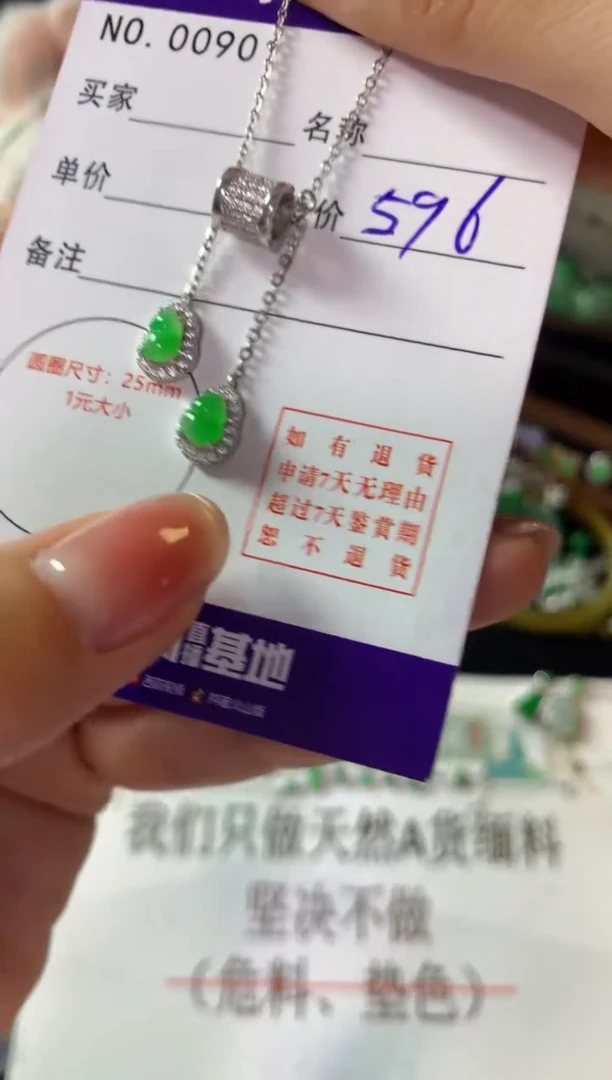 NO. 0090
买家
名称
单价
价 596
备注
圆圈尺寸：25mm
1元大小
如有退货
申请7天无理由
超过7天鉴赏期
恕不退货
基地
我们只做天然A货缅料
坚决不做
（危料、垫色）